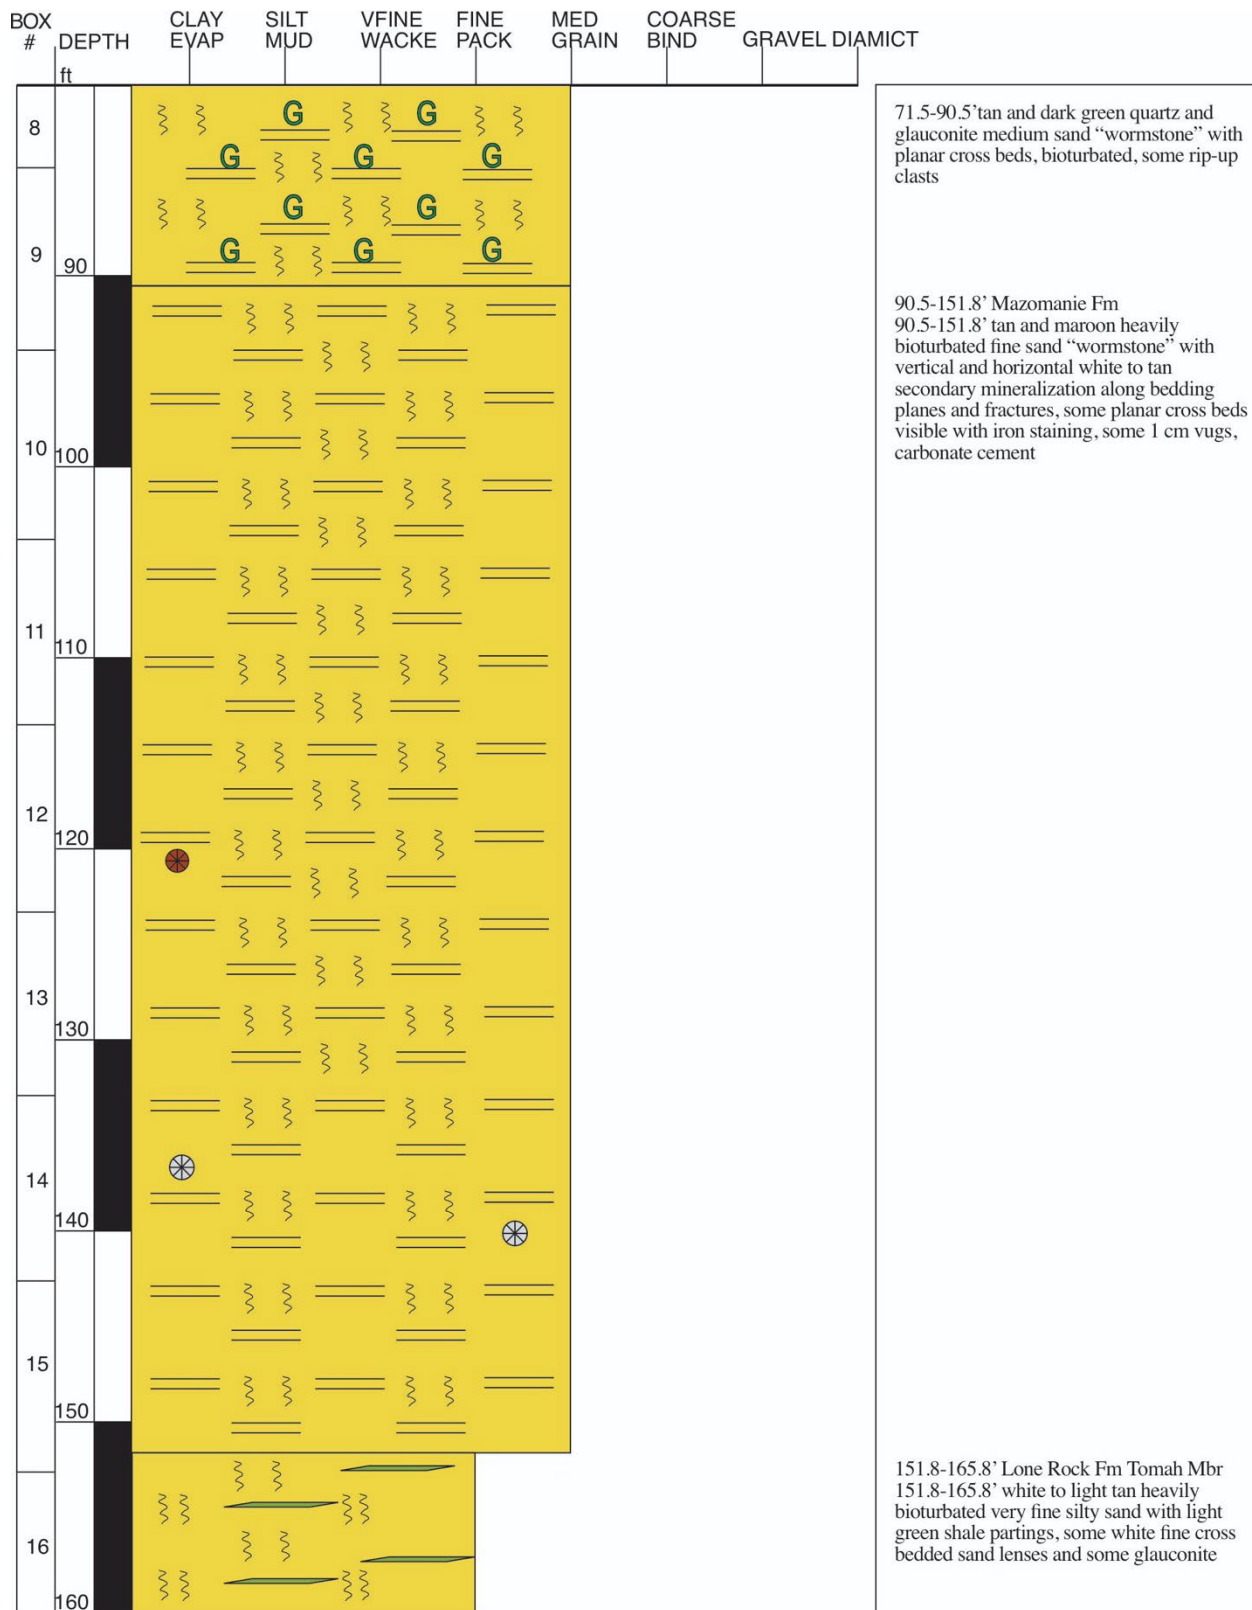 BOX # DEPTH CLAY EVAP SILT MUD VFINE WACKE FINE PACK MED GRAIN COARSE BIND GRAVEL DIAMICT
ft
8
G G
G G G
G G
9
G G G
90
10
100
11
110
12
120
13
130
14
140
15
150
16
160
71.5-90.5’tan and dark green quartz and
glauconite medium sand “wormstone” with
planar cross beds, bioturbated, some rip-up
clasts
90.5-151.8’ Mazomanie Fm
90.5-151.8’ tan and maroon heavily
bioturbated fine sand “wormstone” with
vertical and horizontal white to tan
secondary mineralization along bedding
planes and fractures, some planar cross beds
visible with iron staining, some 1 cm vugs,
carbonate cement
151.8-165.8’ Lone Rock Fm Tomah Mbr
151.8-165.8’ white to light tan heavily
bioturbated very fine silty sand with light
green shale partings, some white fine cross
bedded sand lenses and some glauconite